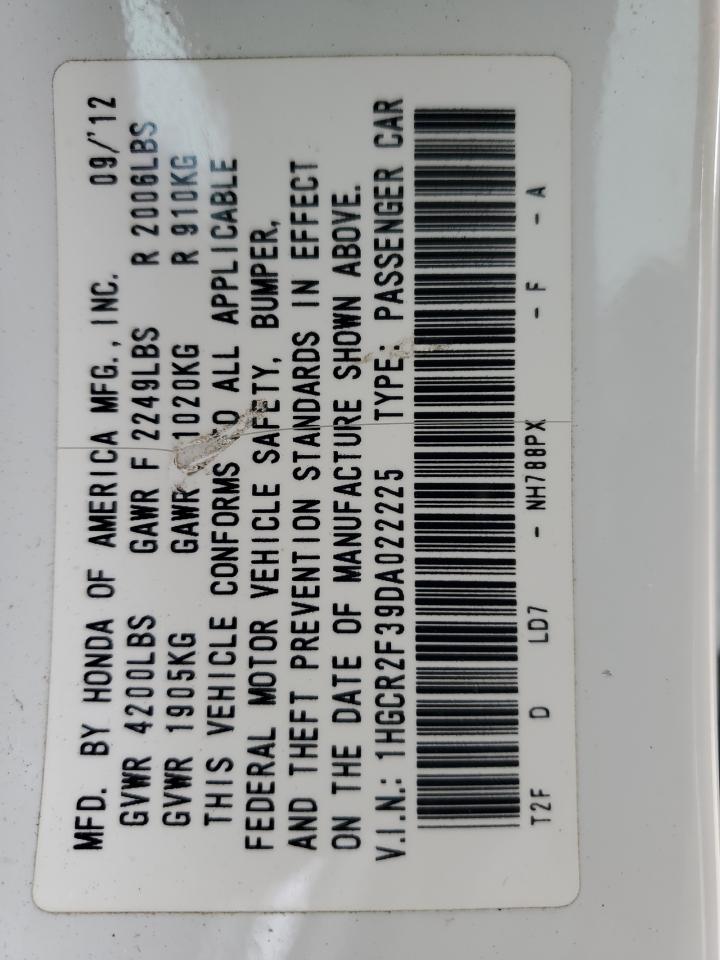 MFD. BY HONDA OF AMERICA MFG., INC. 09/'12
GVWR 4200LBS GAWR F 2249LBS R 2006LBS
GVWR 1905KG GAWR 1020KG R 910KG
THIS VEHICLE CONFORMS TO ALL APPLICABLE
FEDERAL MOTOR VEHICLE SAFETY, BUMPER,
AND THEFT PREVENTION STANDARDS IN EFFECT
ON THE DATE OF MANUFACTURE SHOWN ABOVE.
V.I.N.: 1HGCR2F39DA022225 TYPE: PASSENGER CAR
T2F D LD7 - NH788PX - F - A